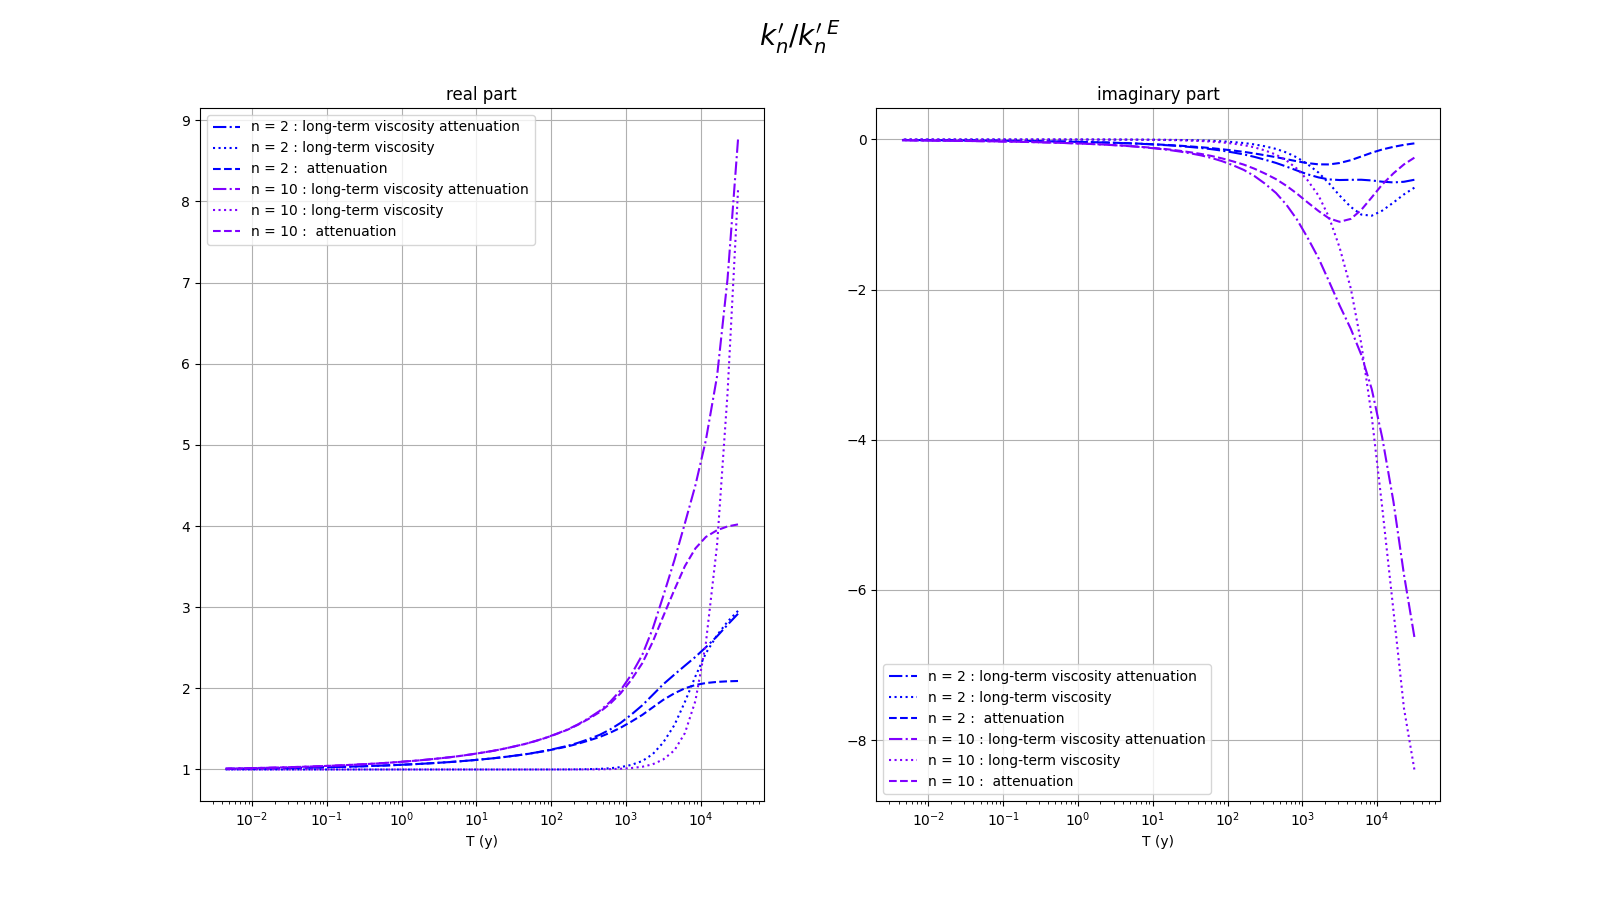 k′ₙ/k′ₙᴱ
real part
9
8
7
6
5
4
3
2
1
n = 2 : long-term viscosity attenuation
n = 2 : long-term viscosity
n = 2 :  attenuation
n = 10 : long-term viscosity attenuation
n = 10 : long-term viscosity
n = 10 :  attenuation
10⁻² 10⁻¹ 10⁰ 10¹ 10² 10³ 10⁴
T (y)
imaginary part
0
−2
−4
−6
−8
n = 2 : long-term viscosity attenuation
n = 2 : long-term viscosity
n = 2 :  attenuation
n = 10 : long-term viscosity attenuation
n = 10 : long-term viscosity
n = 10 :  attenuation
10⁻² 10⁻¹ 10⁰ 10¹ 10² 10³ 10⁴
T (y)